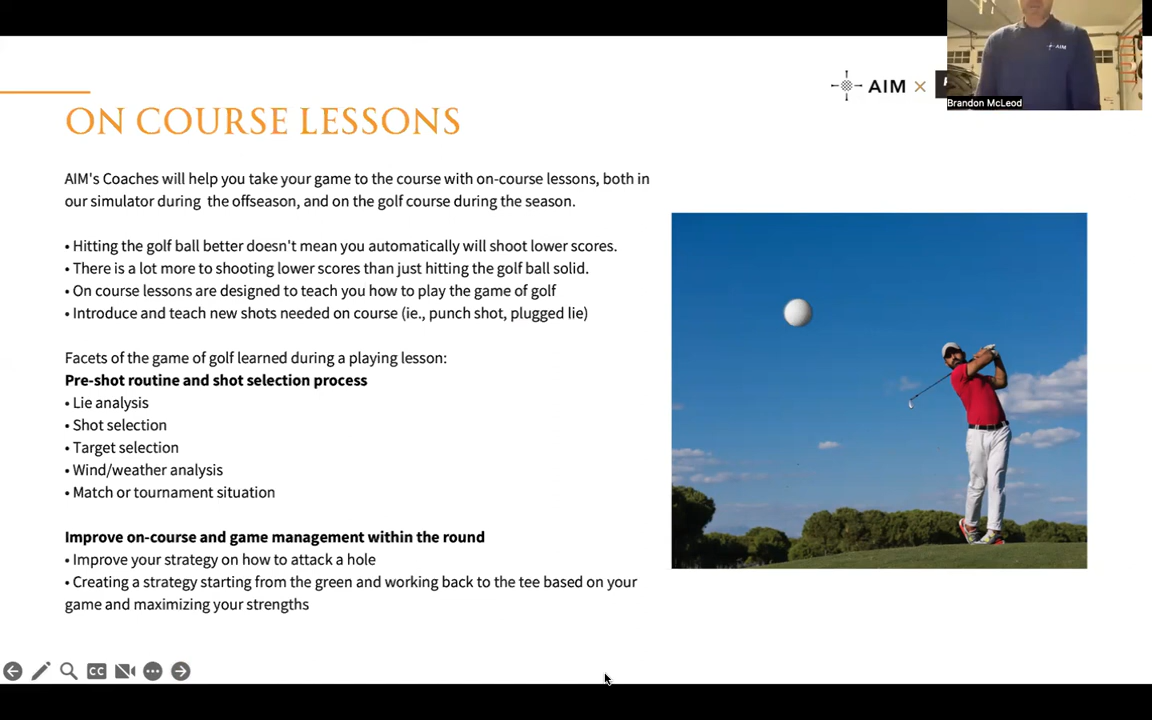 AIM
AIM ×
Brandon McLeod
ON COURSE LESSONS
AIM's Coaches will help you take your game to the course with on-course lessons, both in
our simulator during  the offseason, and on the golf course during the season.
• Hitting the golf ball better doesn't mean you automatically will shoot lower scores.
• There is a lot more to shooting lower scores than just hitting the golf ball solid.
• On course lessons are designed to teach you how to play the game of golf
• Introduce and teach new shots needed on course (ie., punch shot, plugged lie)
Facets of the game of golf learned during a playing lesson:
Pre-shot routine and shot selection process
• Lie analysis
• Shot selection
• Target selection
• Wind/weather analysis
• Match or tournament situation
Improve on-course and game management within the round
• Improve your strategy on how to attack a hole
• Creating a strategy starting from the green and working back to the tee based on your
game and maximizing your strengths
CC